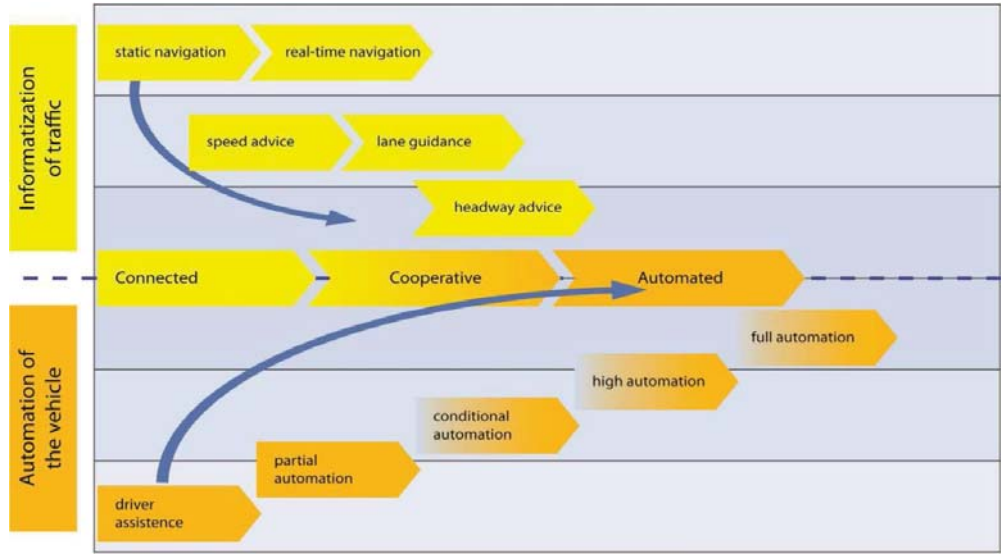 Informatization
of traffic
static navigation
real-time navigation
speed advice
lane guidance
headway advice
Connected
Cooperative
Automated
Automation of
the vehicle
full automation
high automation
conditional
automation
partial
automation
driver
assistence